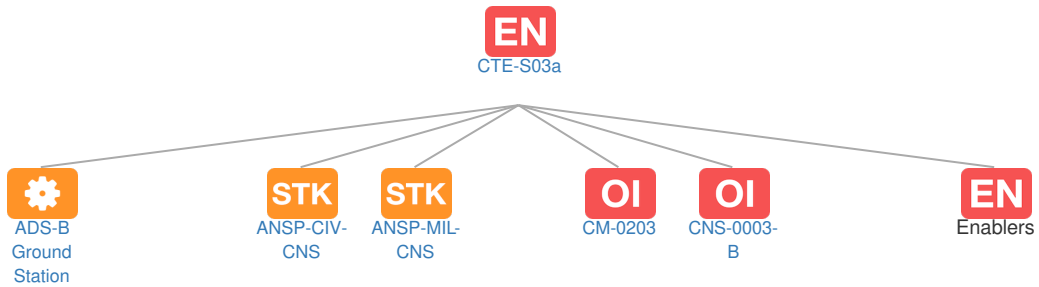 EN
CTE-S03a
STK
STK
OI
OI
EN
ADS-B
Ground
Station
ANSP-CIV-
CNS
ANSP-MIL-
CNS
CM-0203
CNS-0003-
B
Enablers